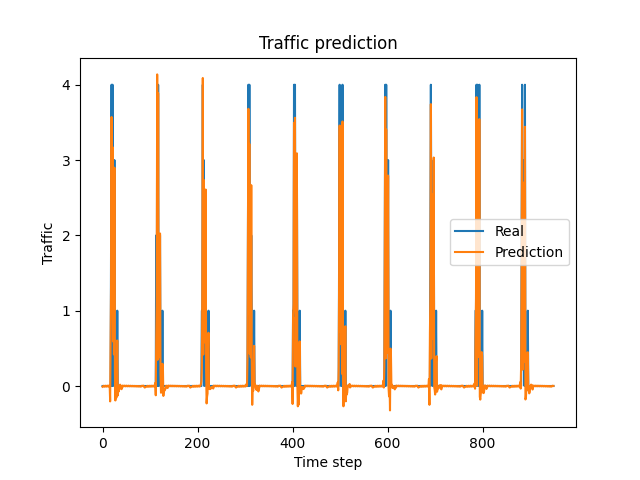 Traffic prediction
4
3
2
1
0
Traffic
Real
Prediction
0 200 400 600 800
Time step